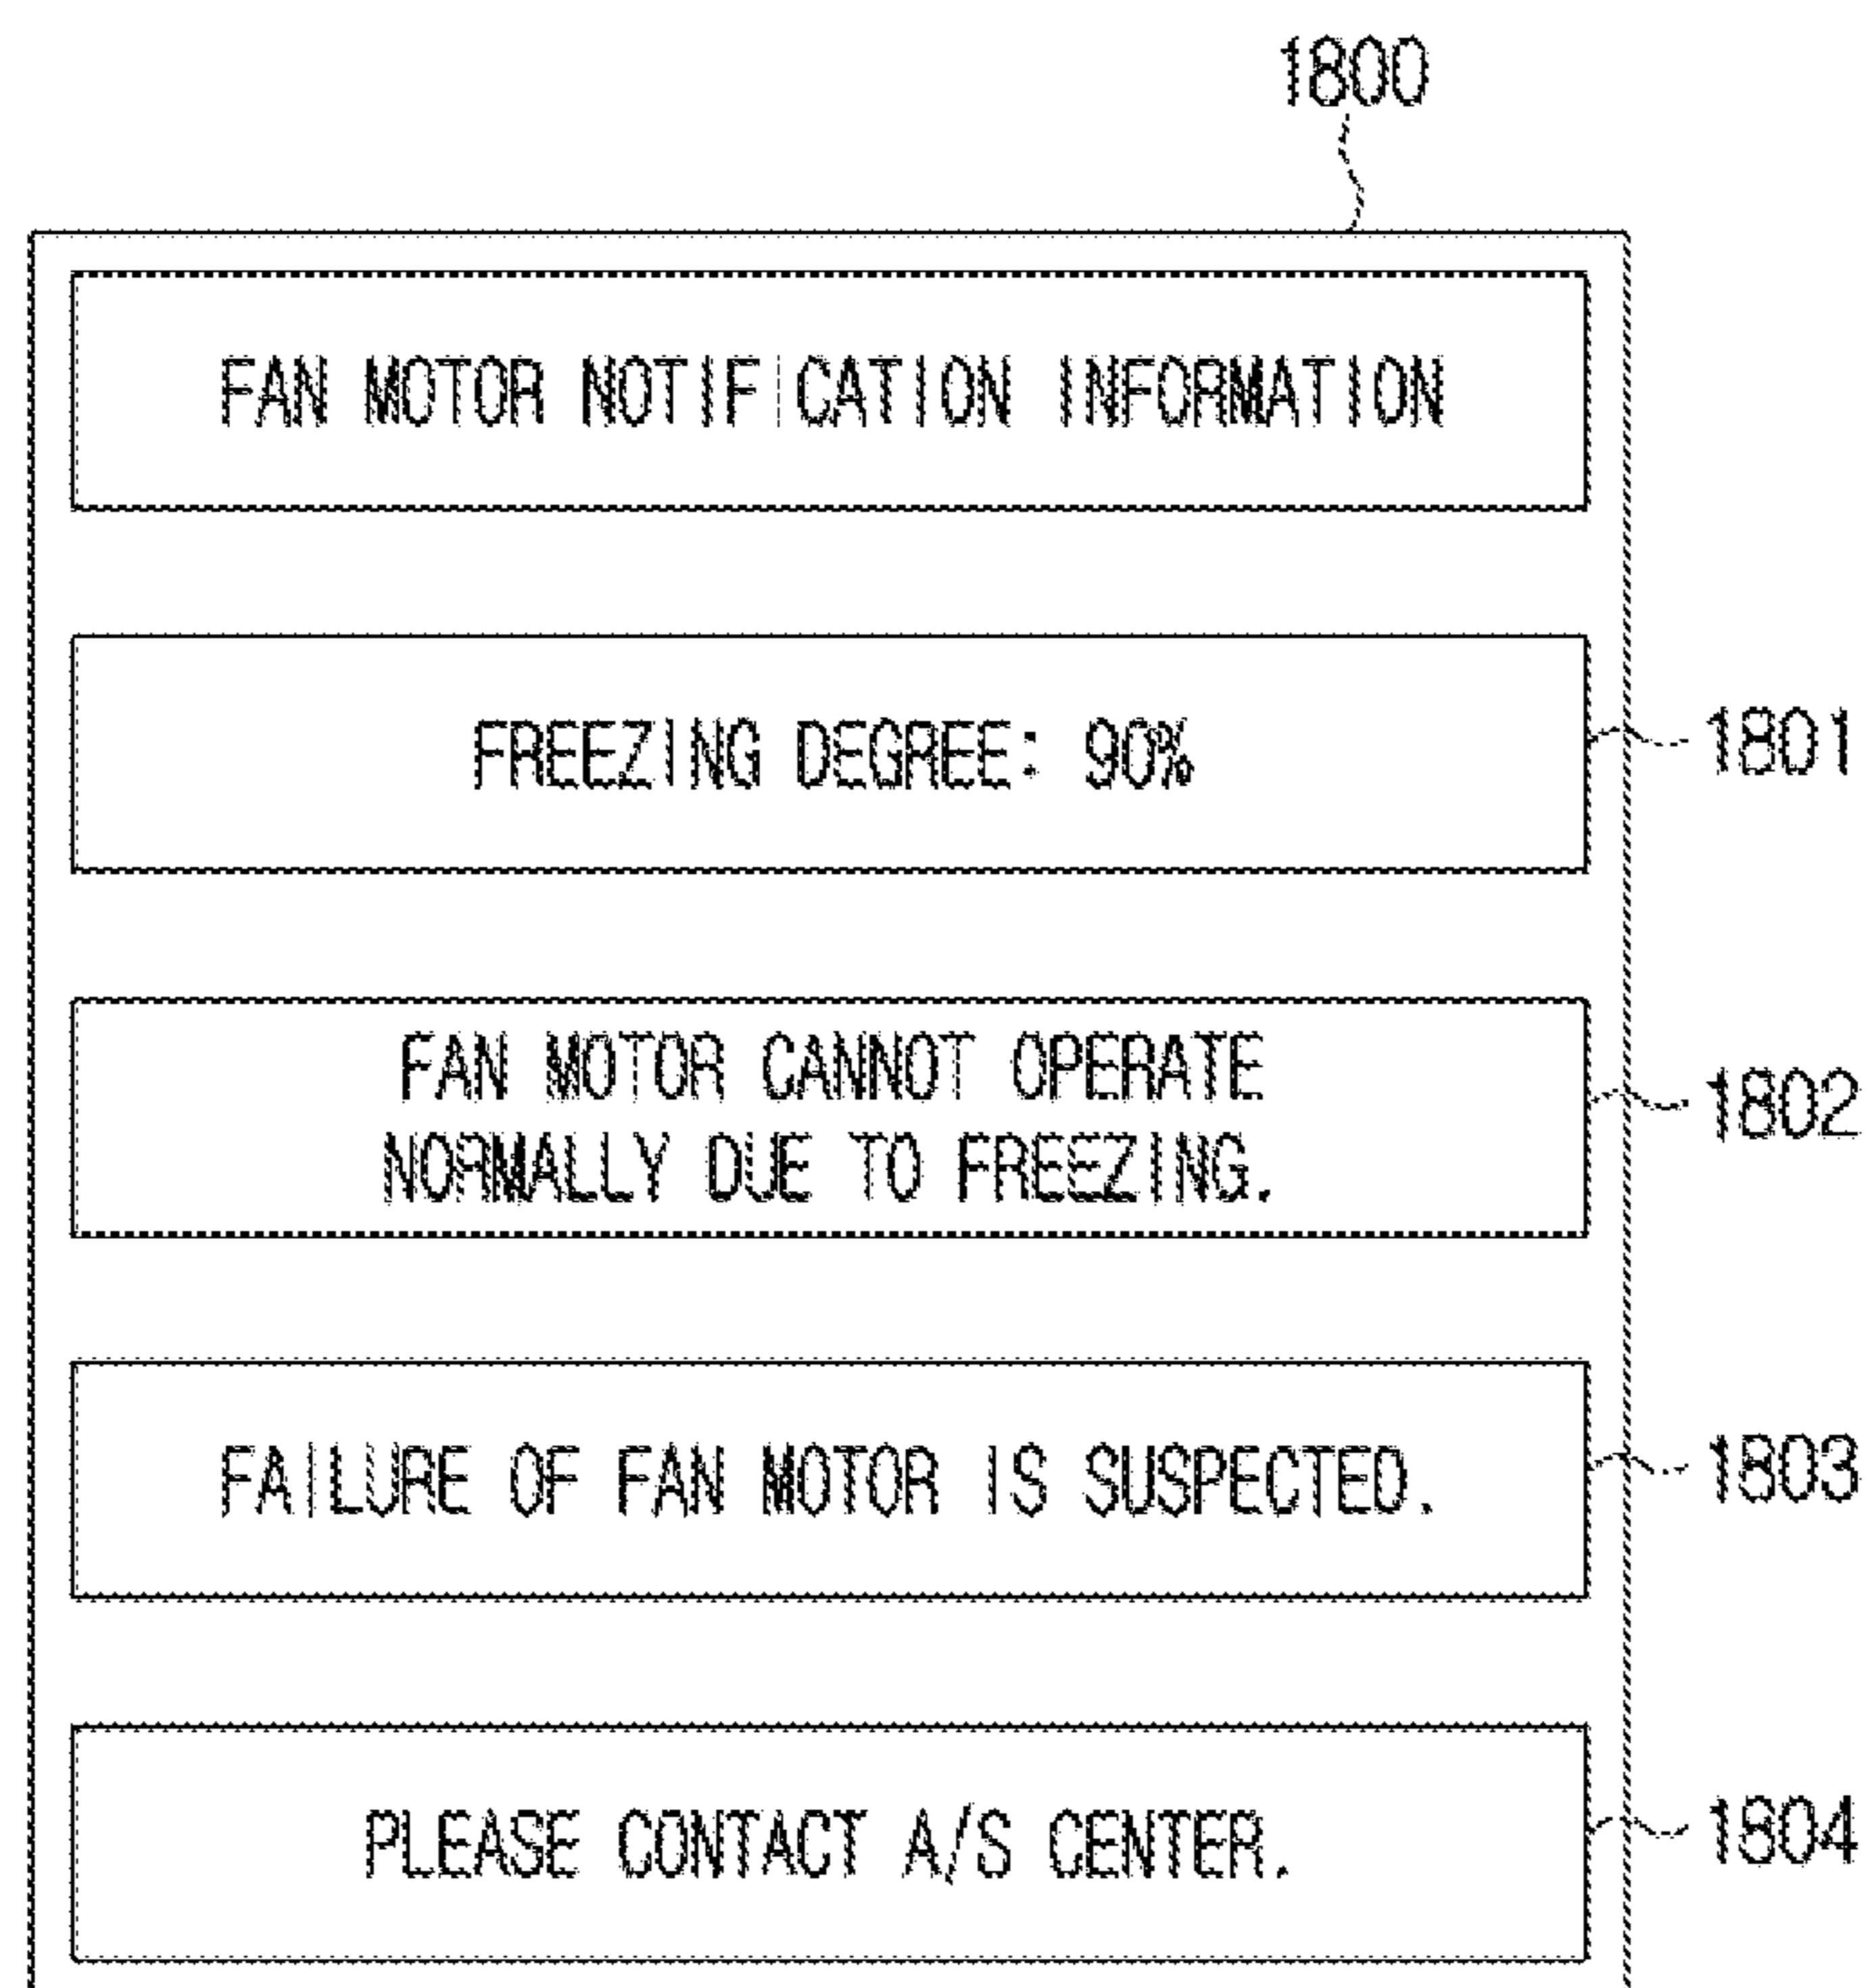 1800
FAN MOTOR NOTIFICATION INFORMATION
FREEZING DEGREE: 90%
1801
FAN MOTOR CANNOT OPERATE
NORMALLY DUE TO FREEZING.
1802
FAILURE OF FAN MOTOR IS SUSPECTED.
1803
PLEASE CONTACT A/S CENTER.
1804